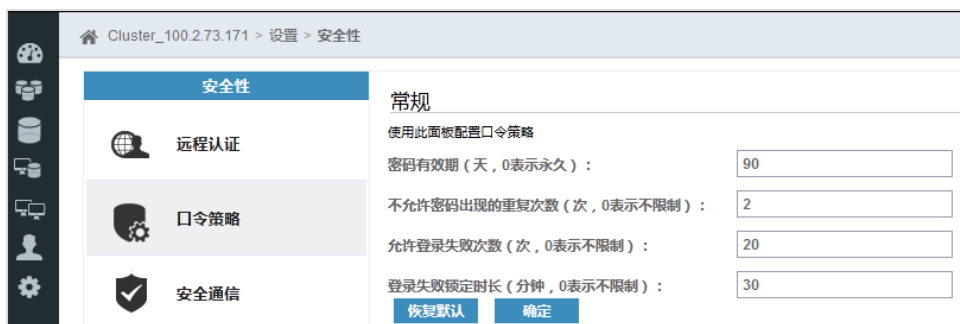 Cluster_100.2.73.171 > 设置 > 安全性
安全性
远程认证
口令策略
安全通信
常规
使用此面板配置口令策略
密码有效期（天，0表示永久）： 90
不允许密码出现的重复次数（次，0表示不限制）： 2
允许登录失败次数（次，0表示不限制）： 20
登录失败锁定时长（分钟，0表示不限制）： 30
恢复默认 确定